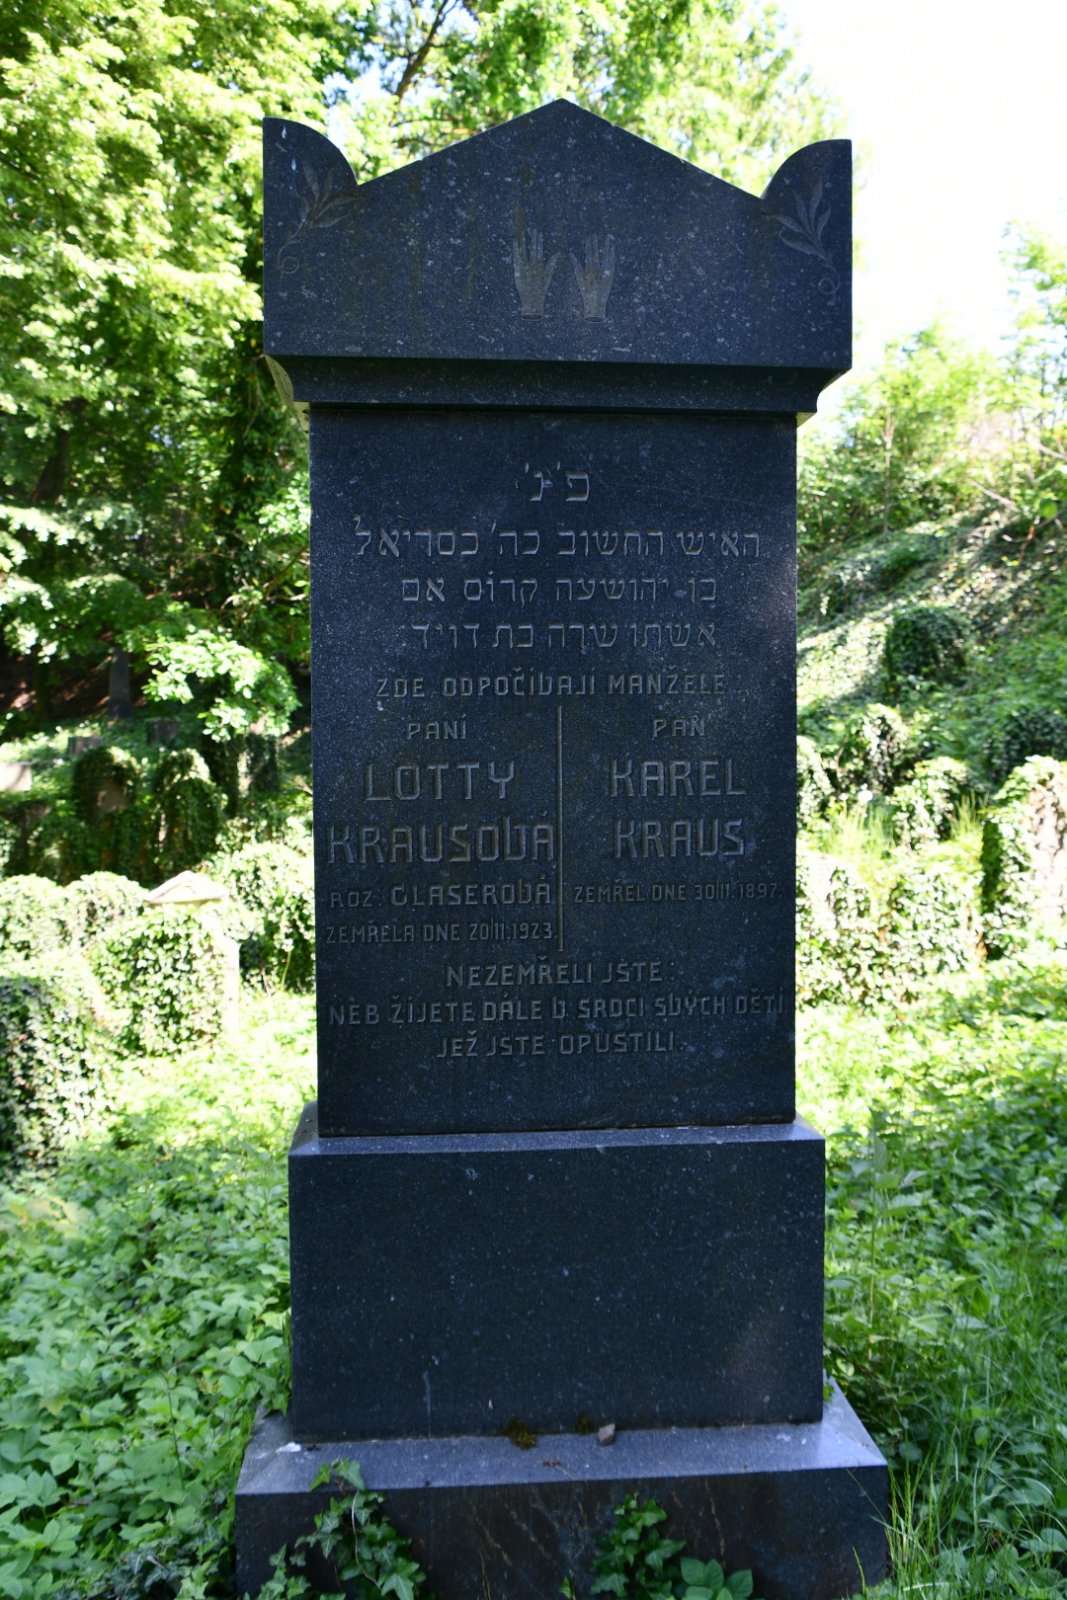 פ׳נ׳
האיש החשוב כה׳ כסריאל
בן יהושעה קרוס אם
אשתו שרה בת דויד
ZDE ODPOČÍVAJÍ MANŽELÉ
PANÍ
LOTTY
KRAUSOVÁ
ROZ. GLASEROVÁ
ZEMŘELA DNE 20/II.1923
PAN
KAREL
KRAUS
ZEMŘEL DNE 30/II.1897.
NEZEMŘELI JSTE:
NEB ŽIJETE DÁLE V SRDCI SVÝCH DĚTÍ
JEŽ JSTE OPUSTILI.